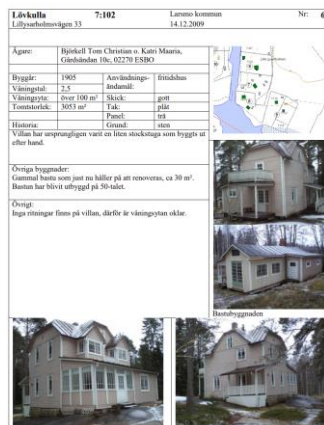 Lövkulla 7:102 Larsmo kommun Nr: 6
Lillysarholmsvägen 33 14.12.2009
Ägare: Björkell Tom Christian o. Katri Maaria,
Gårdsändan 10c, 02270 ESBO
Byggår: 1905 Användnings- fritidshus
Våningstal: 2,5 ändamål:
Våningsyta: över 100 m² Skick: gott
Tomtstorlek: 3053 m² Tak: plåt
Panel: trä
Historia: Grund: sten
Villan har ursprungligen varit en liten stockstuga som byggts ut
efter hand.
Övriga byggnader:
Gammal bastu som just nu håller på att renoveras, ca 30 m².
Bastun har blivit utbyggd på 50-talet.
Övrigt:
Inga ritningar finns på villan, därför är våningsytan oklar.
Bastubyggnaden